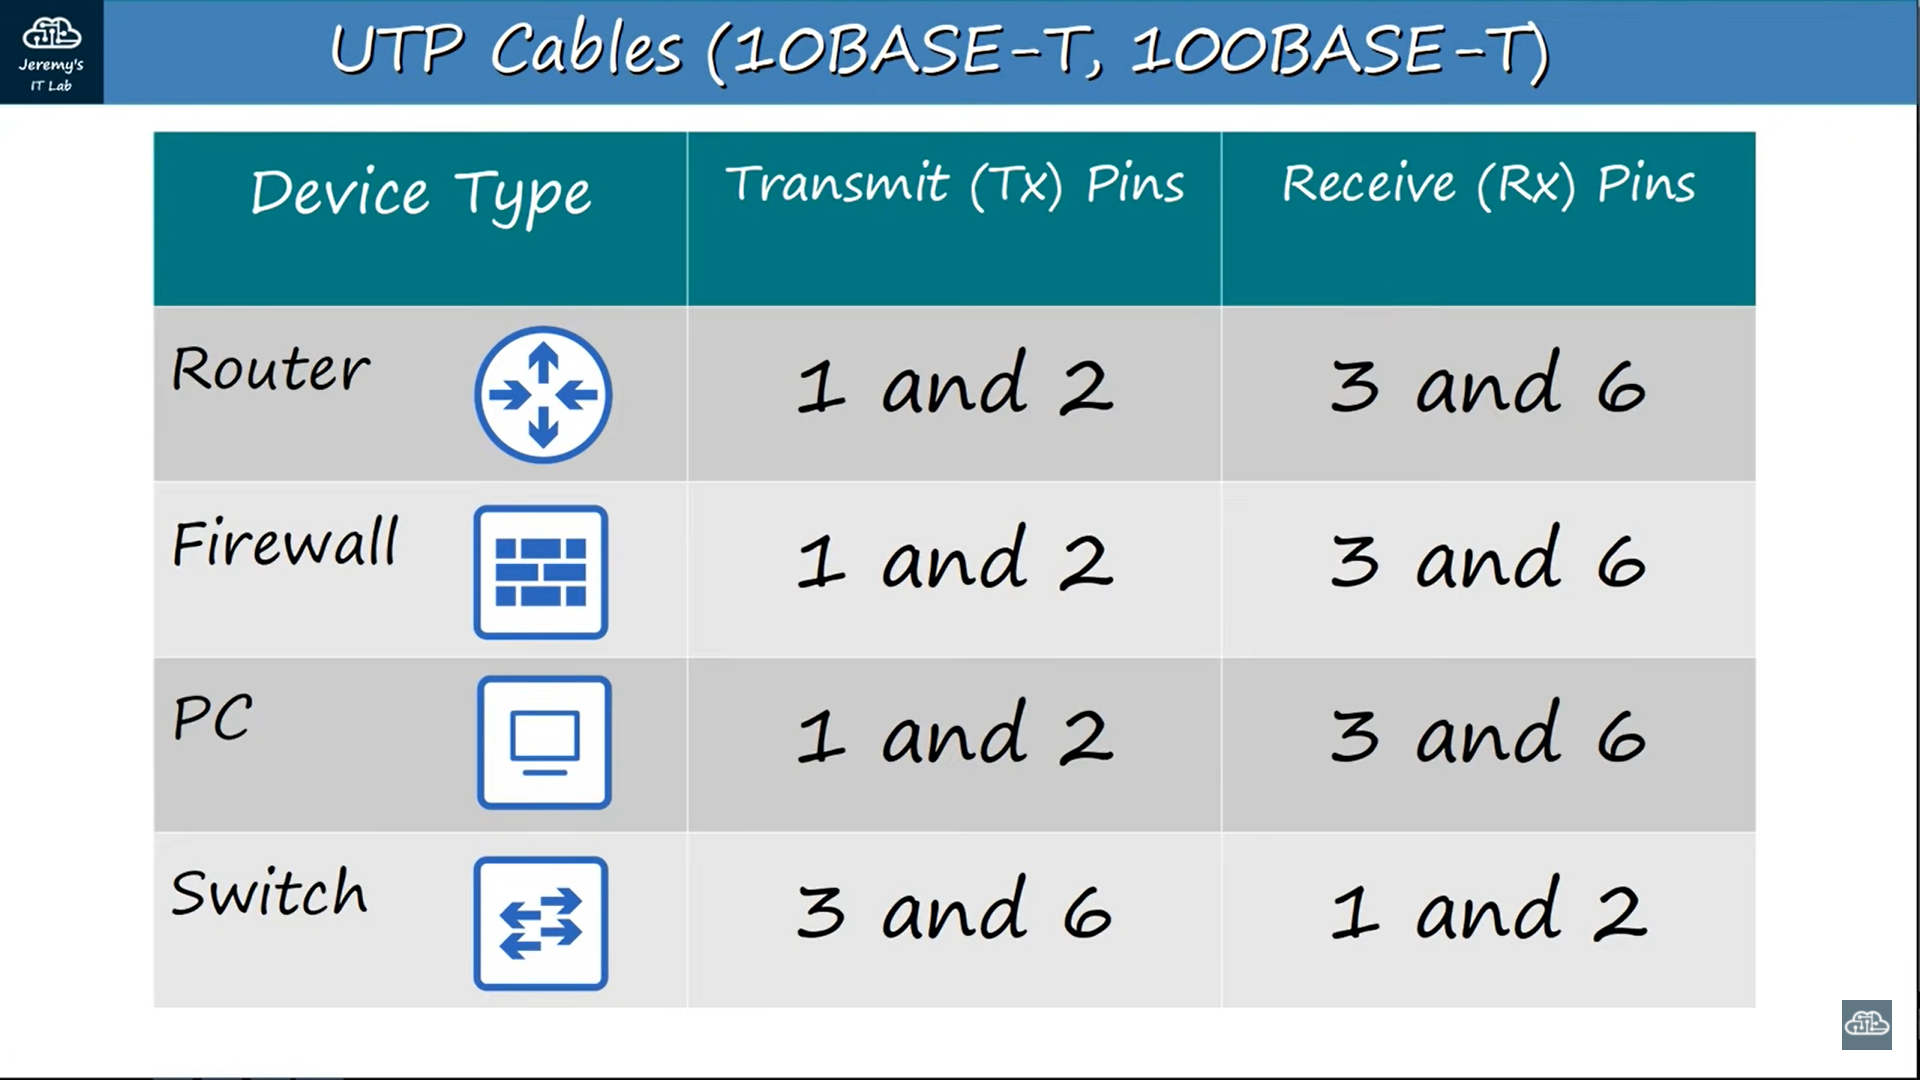 Jeremy's
IT Lab
UTP Cables (10BASE-T, 100BASE-T)
Device Type
Transmit (Tx) Pins
Receive (Rx) Pins
Router
1 and 2
3 and 6
Firewall
1 and 2
3 and 6
PC
1 and 2
3 and 6
Switch
3 and 6
1 and 2